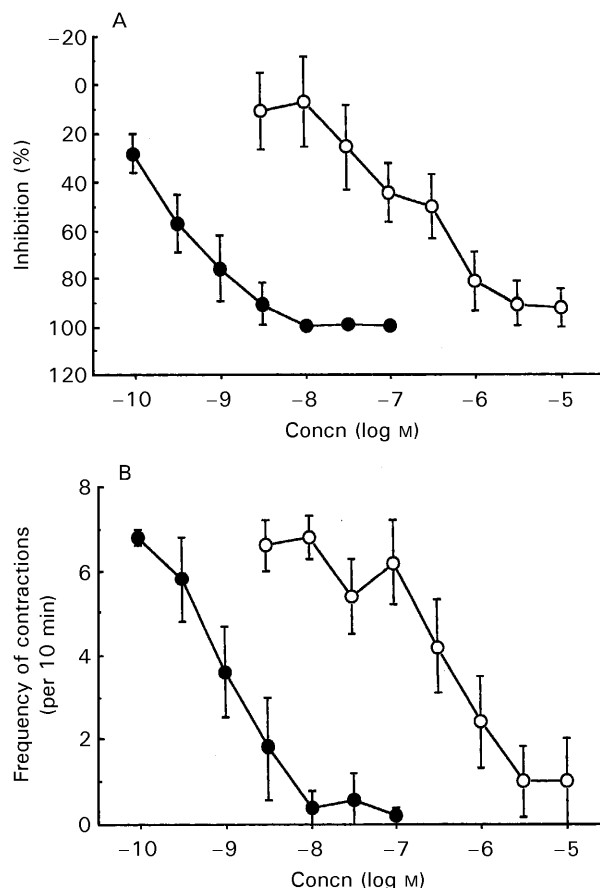 A
−20
0
20
40
60
80
100
120
Inhibition (%)
−10 −9 −8 −7 −6 −5
Concn (log M)
B
8
6
4
2
0
Frequency of contractions
(per 10 min)
−10 −9 −8 −7 −6 −5
Concn (log M)